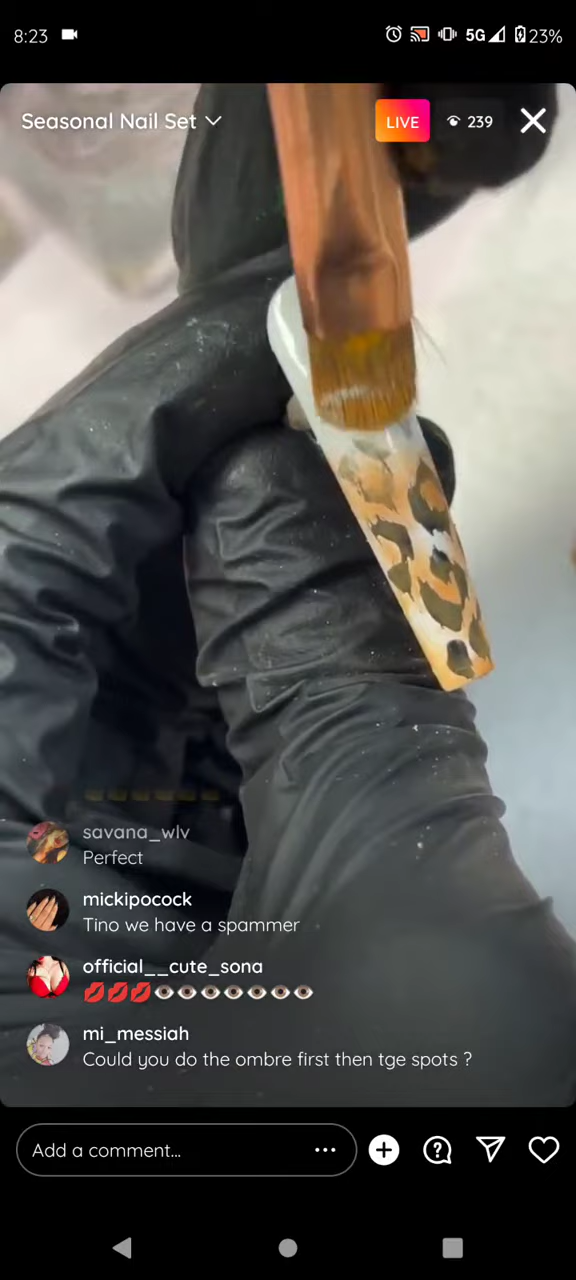 8:23
5G
23%
Seasonal Nail Set
LIVE
239
savana_wlv
Perfect
mickipocock
Tino we have a spammer
official__cute_sona
💋💋💋👁👁👁👁👁👁👁
mi_messiah
Could you do the ombre first then tge spots ?
Add a comment...